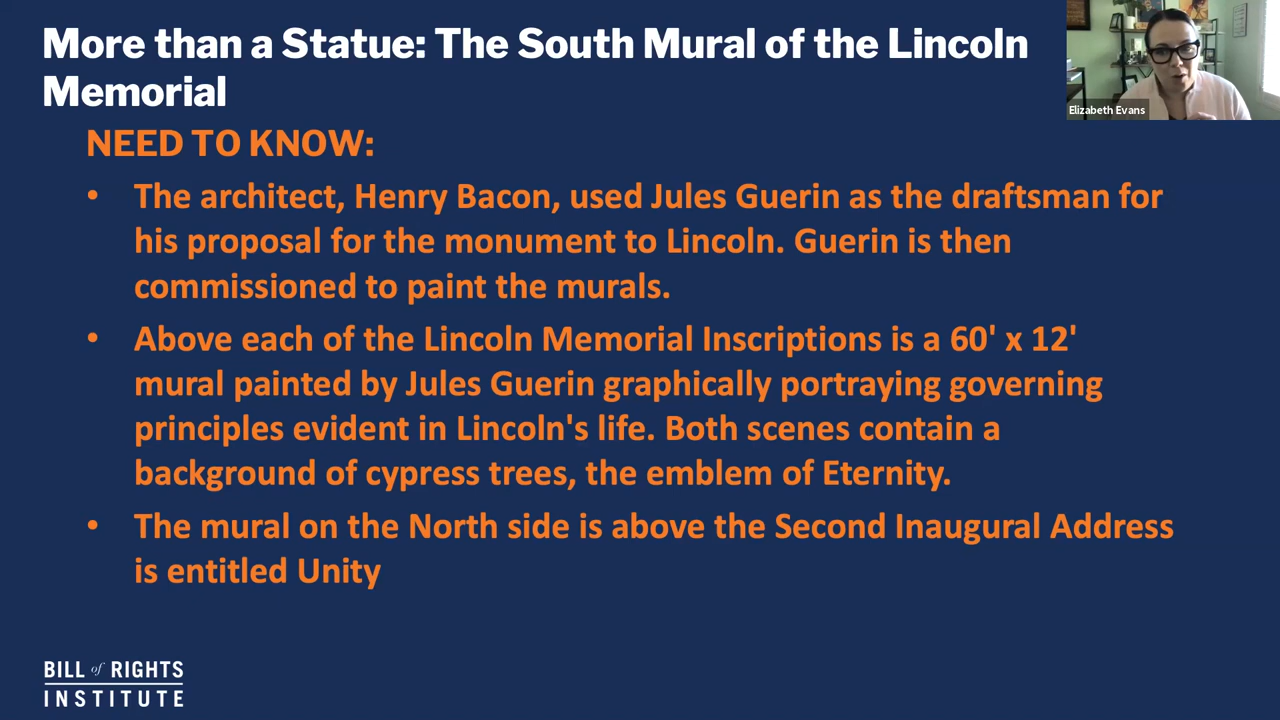 More than a Statue: The South Mural of the Lincoln
Memorial
Elizabeth Evans
NEED TO KNOW:
• The architect, Henry Bacon, used Jules Guerin as the draftsman for
his proposal for the monument to Lincoln. Guerin is then
commissioned to paint the murals.
• Above each of the Lincoln Memorial Inscriptions is a 60' x 12'
mural painted by Jules Guerin graphically portraying governing
principles evident in Lincoln's life. Both scenes contain a
background of cypress trees, the emblem of Eternity.
• The mural on the North side is above the Second Inaugural Address
is entitled Unity
BILL of RIGHTS
INSTITUTE